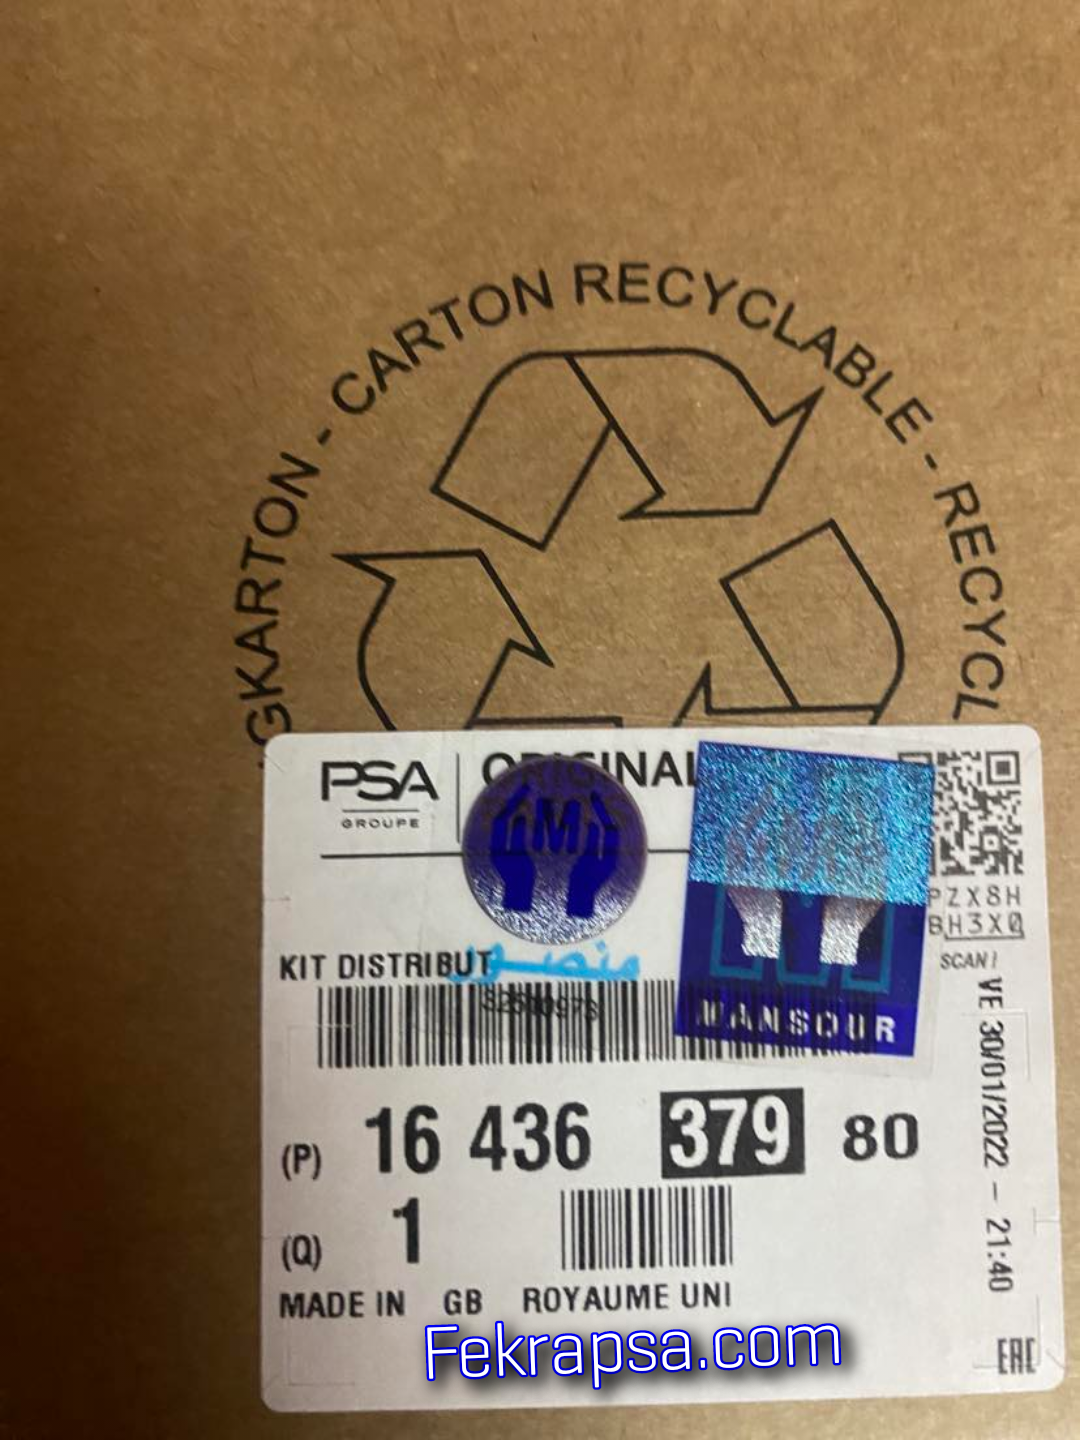 GKARTON - CARTON RECYCLABLE - RECYCL
PSA
GROUPE
ORIGINAL
M
PZX8H
BH3X0
SCAN!
KIT DISTRIBUT
منصور
MANSOUR
(P) 16 436 379 80
(Q) 1
MADE IN GB ROYAUME UNI
VE 30/01/2022 - 21:40
EAC
Fekrapsa.com